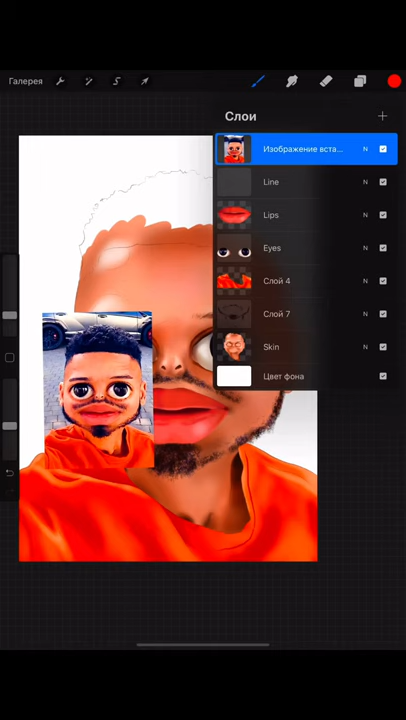 Галерея
Слои
Изображение вста... N
Line
Lips N
Eyes N
Слой 4 N
Слой 7 N
Skin N
Цвет фона